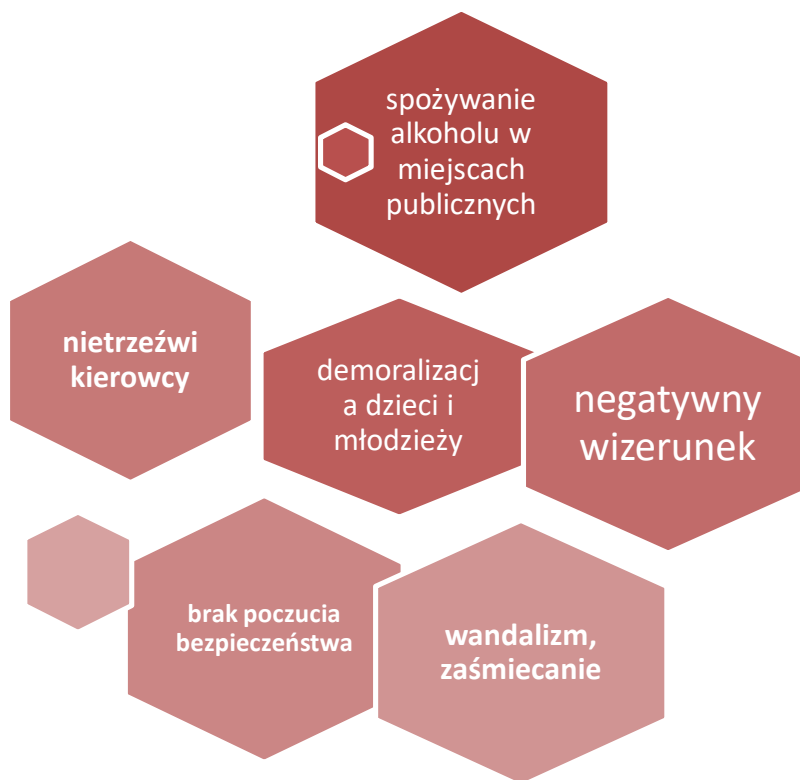 spożywanie
alkoholu w
miejscach
publicznych
nietrzeźwi
kierowcy
demoralizacj
a dzieci i
młodzieży
negatywny
wizerunek
brak poczucia
bezpieczeństwa
wandalizm,
zaśmiecanie